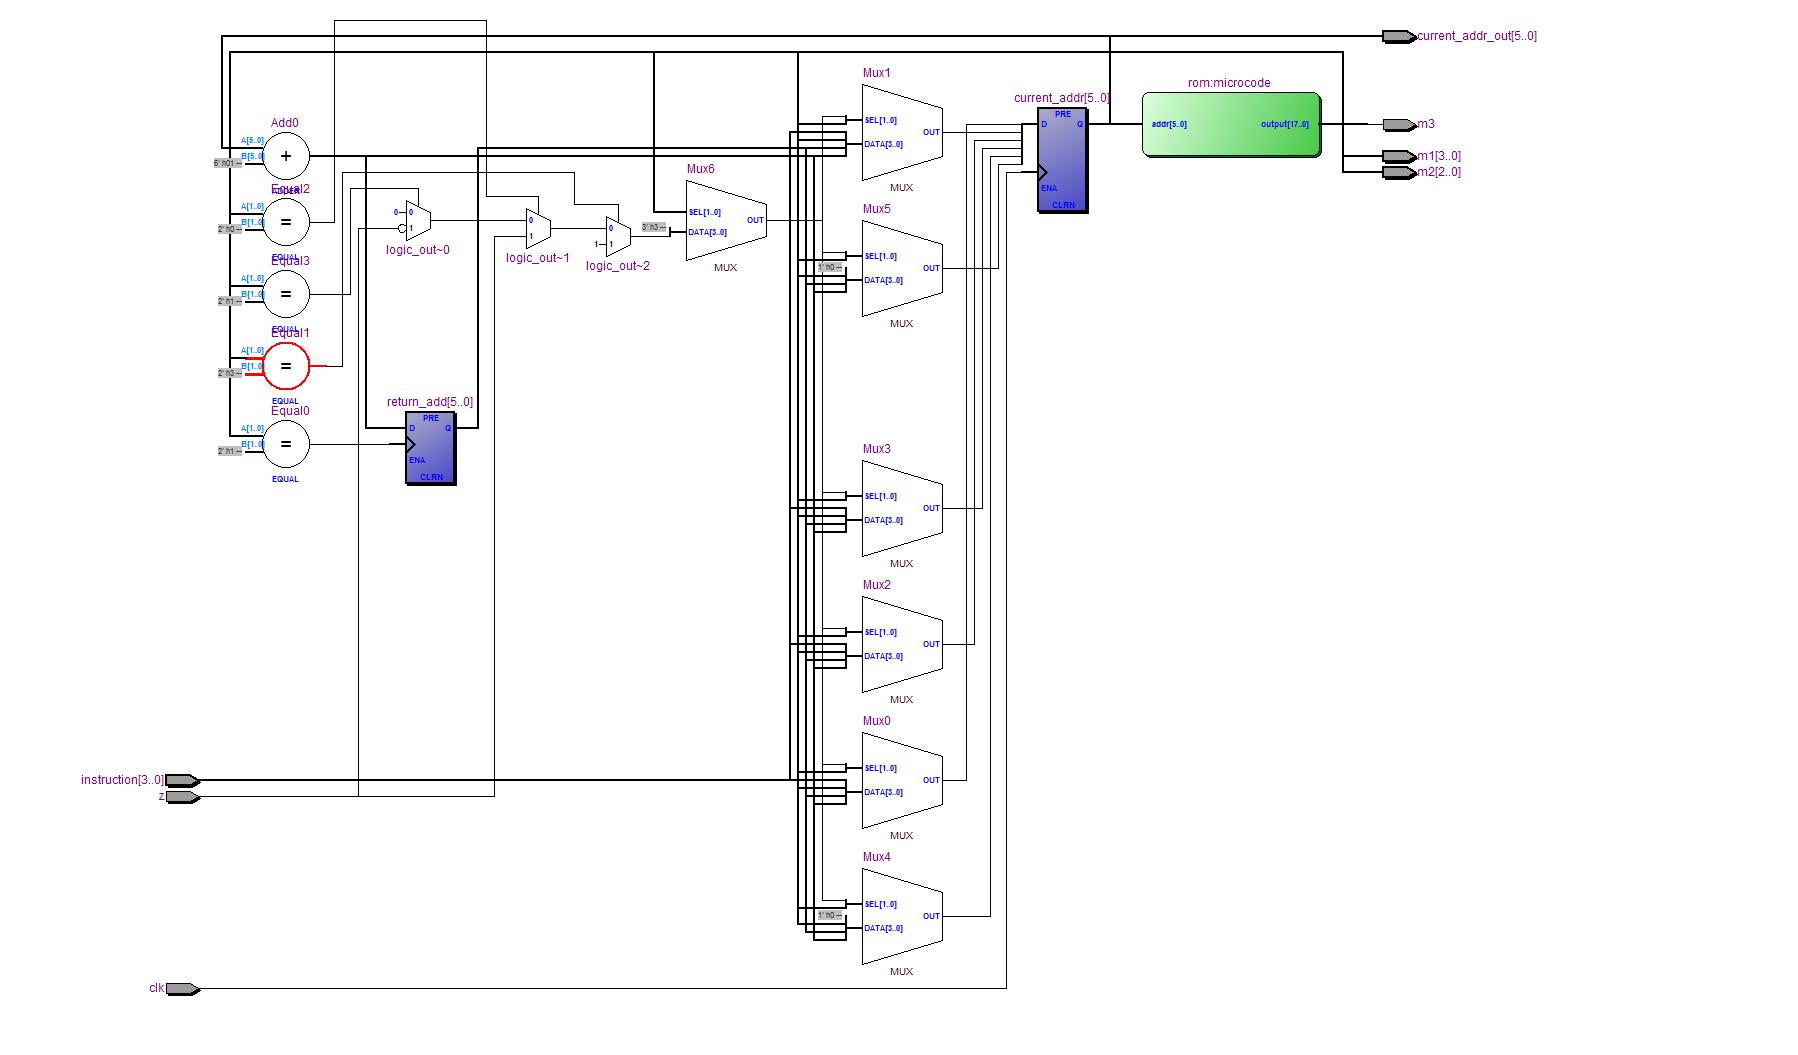 current_addr_out[5..0]
Mux1
rom:microcode
current_addr[5..0]
PRE
D
Q
ENA
CLRN
addr[5..0]
output[17..0]
SEL[1..0]
DATA[3..0]
OUT
MUX
m3
m1[3..0]
m2[2..0]
Add0
A[5..0]
B[5..0]
6' h01
+
ADDER
Equal2
A[1..0]
B[1..0]
2' h0
=
EQUAL
Equal3
A[1..0]
B[1..0]
2' h1
=
EQUAL
Equal1
A[1..0]
B[1..0]
2' h3
=
EQUAL
Equal0
A[1..0]
B[1..0]
2' h1
=
EQUAL
0
0
1
logic_out~0
0
1
logic_out~1
0
1
1
logic_out~2
Mux6
SEL[1..0]
3' h3
DATA[3..0]
OUT
MUX
Mux5
SEL[1..0]
1' h0
DATA[3..0]
OUT
MUX
return_add[5..0]
PRE
D
Q
ENA
CLRN
Mux3
SEL[1..0]
DATA[3..0]
OUT
MUX
Mux2
SEL[1..0]
DATA[3..0]
OUT
MUX
Mux0
SEL[1..0]
DATA[3..0]
OUT
MUX
instruction[3..0]
z
Mux4
SEL[1..0]
1' h0
DATA[3..0]
OUT
MUX
clk